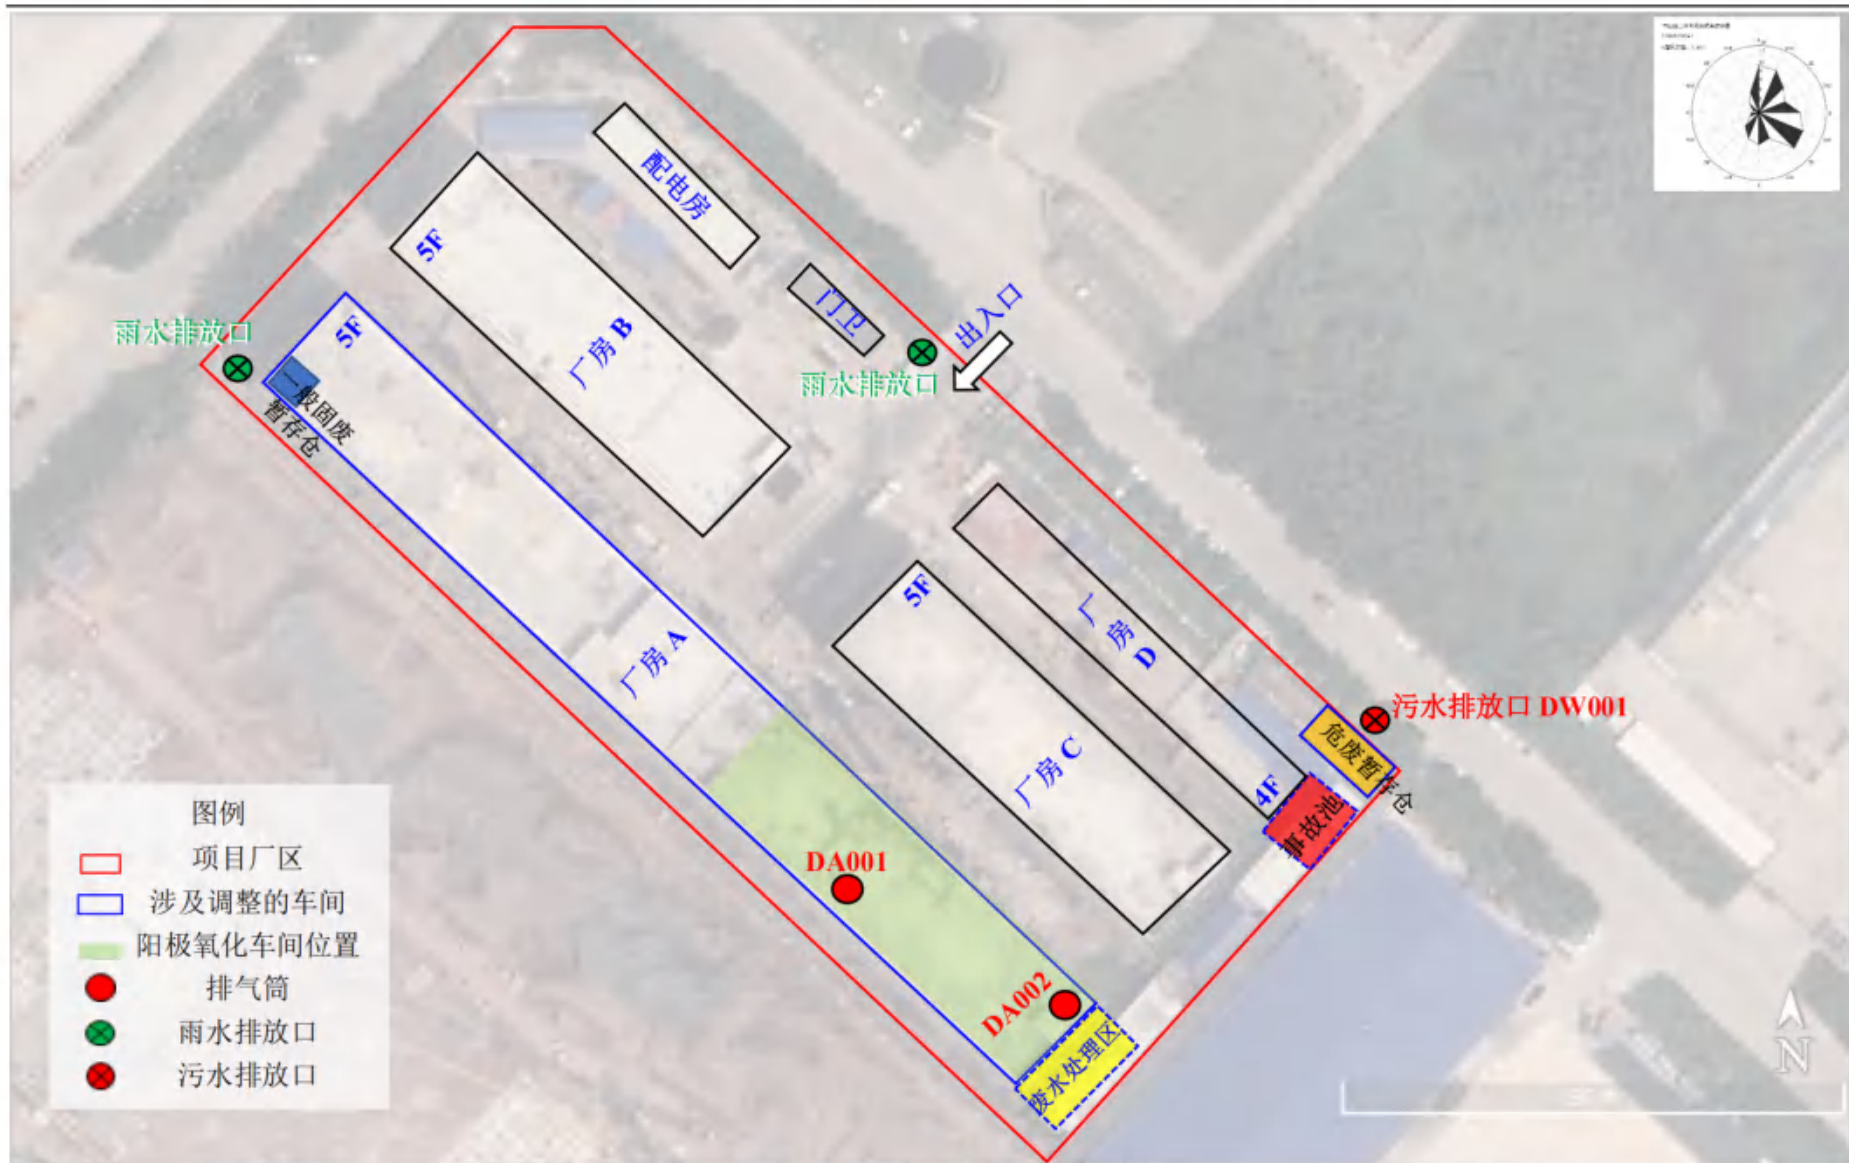 配电房
5F
门卫
出入口
雨水排放口
5F
厂房 B
雨水排放口
一般固废
暂存仓
5F
厂房 D
厂房 A
厂房 C
4F
污水排放口 DW001
危废暂存仓
事故池
DA001
DA002
废水处理区
图例
项目厂区
涉及调整的车间
阳极氧化车间位置
排气筒
雨水排放口
污水排放口
N